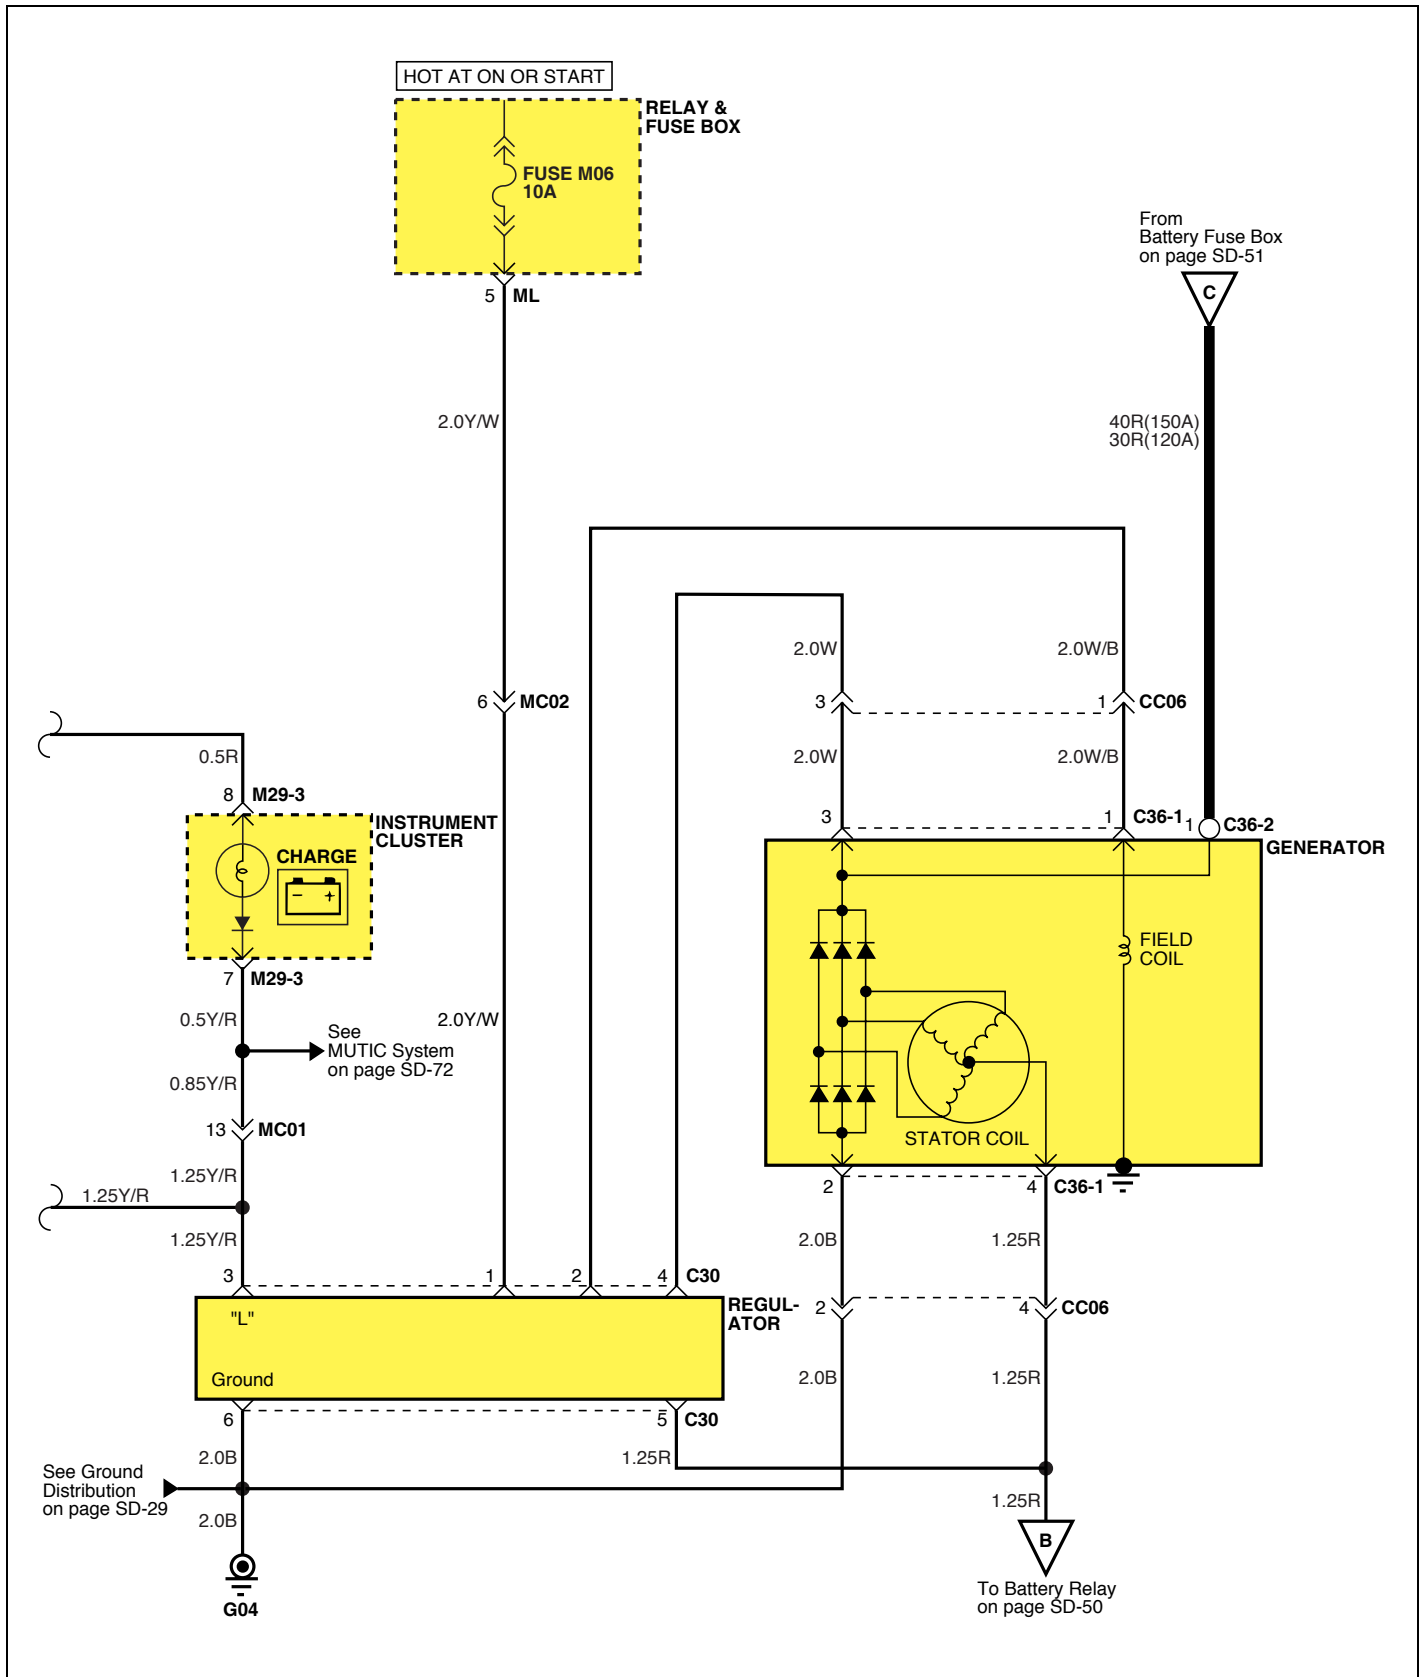 HOT AT ON OR START
RELAY &
FUSE BOX
FUSE M06
10A
5 ML
From
Battery Fuse Box
on page SD-51
C
2.0Y/W
40R(150A)
30R(120A)
2.0W
2.0W/B
6 MC02
3
1 CC06
0.5R
2.0W
2.0W/B
8 M29-3
3
1 C36-1
1 C36-2
INSTRUMENT
CLUSTER
CHARGE
- +
GENERATOR
FIELD
COIL
7 M29-3
0.5Y/R
2.0Y/W
See
MUTIC System
on page SD-72
0.85Y/R
13 MC01
STATOR COIL
1.25Y/R
1.25Y/R
2
4 C36-1
1.25Y/R
2.0B
1.25R
3
1
2
4 C30
"L"
REGUL-
ATOR
2
4 CC06
Ground
2.0B
1.25R
6
5 C30
2.0B
1.25R
See Ground
Distribution
on page SD-29
2.0B
1.25R
B
G04
To Battery Relay
on page SD-50